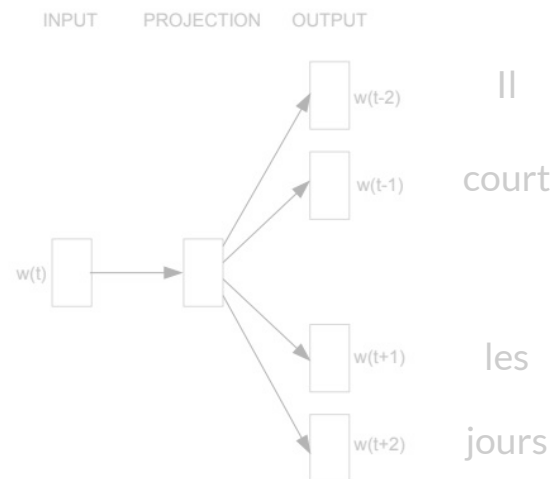 INPUT PROJECTION OUTPUT
w(t-2) Il
w(t-1) court
w(t)
w(t+1) les
w(t+2) jours